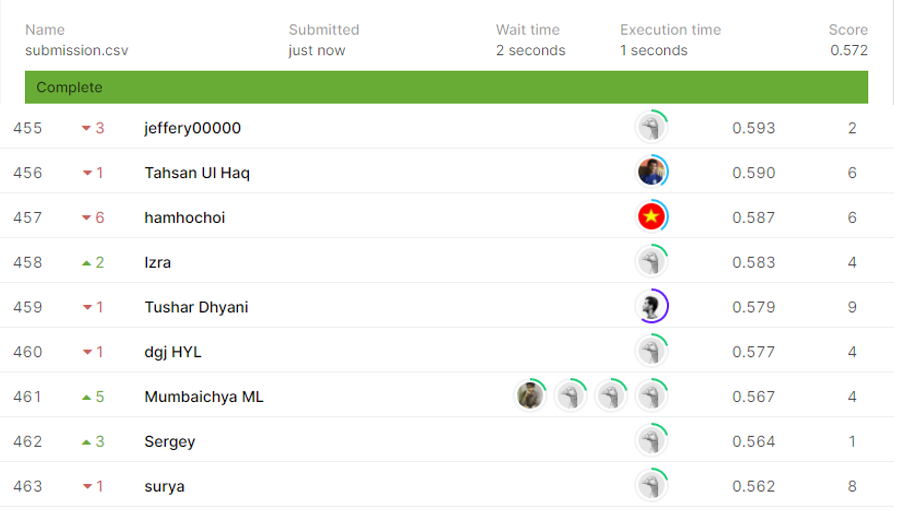 Name Submitted Wait time Execution time Score
submission.csv just now 2 seconds 1 seconds 0.572
Complete
455 3 jeffery00000 0.593 2
456 1 Tahsan Ul Haq 0.590 6
457 6 hamhochoi 0.587 6
458 2 Izra 0.583 4
459 1 Tushar Dhyani 0.579 9
460 1 dgj HYL 0.577 4
461 5 Mumbaichya ML 0.567 4
462 3 Sergey 0.564 1
463 1 surya 0.562 8